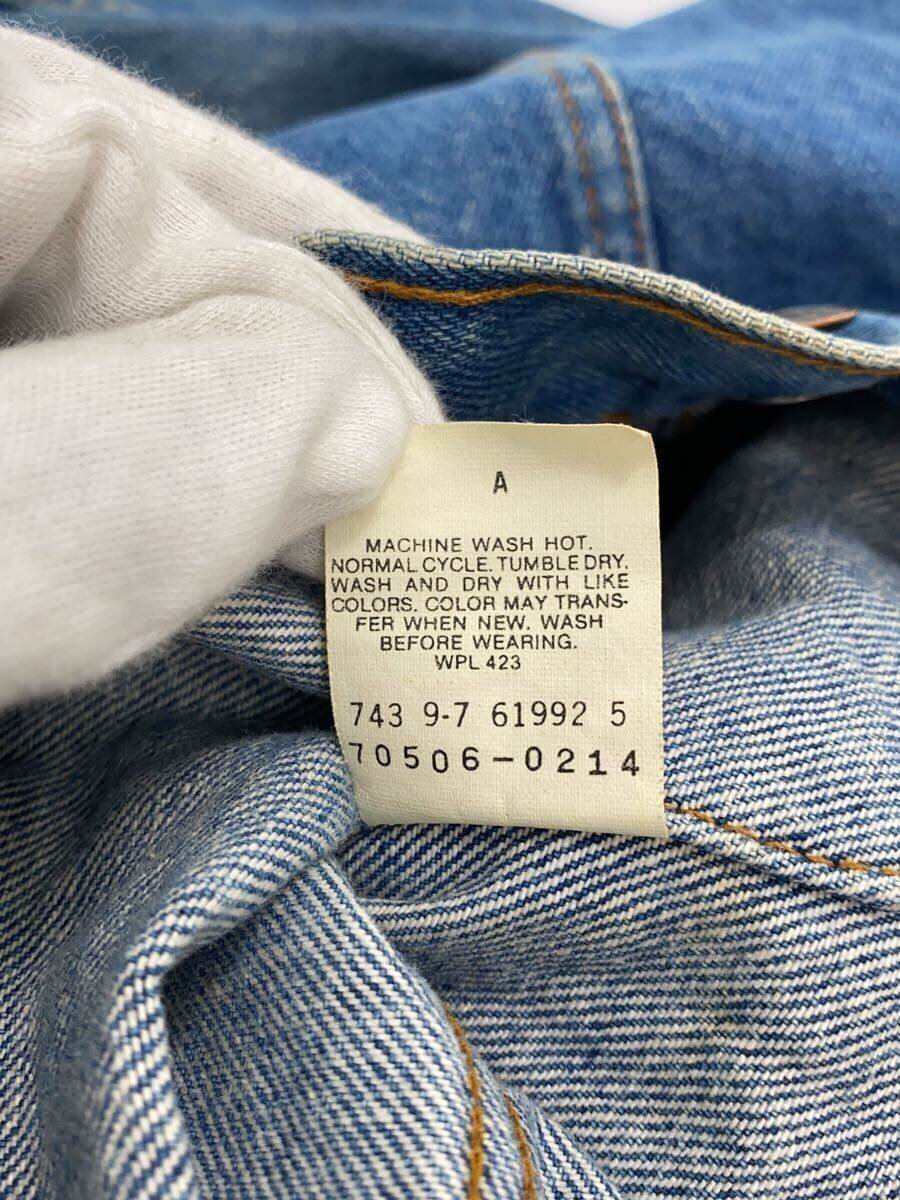 A
MACHINE WASH HOT.
NORMAL CYCLE. TUMBLE DRY.
WASH AND DRY WITH LIKE
COLORS. COLOR MAY TRANS-
FER WHEN NEW. WASH
BEFORE WEARING.
WPL 423
743 9-7 61992 5
70506-0214